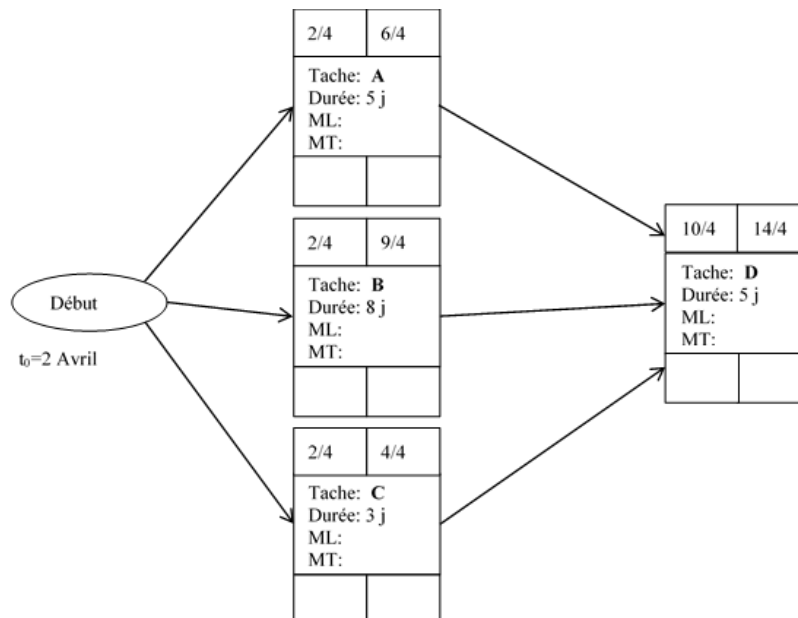 2/4 6/4
Tache: A
Durée: 5 j
ML:
MT:
2/4 9/4
Tache: B
Durée: 8 j
ML:
MT:
2/4 4/4
Tache: C
Durée: 3 j
ML:
MT:
Début
t₀=2 Avril
10/4 14/4
Tache: D
Durée: 5 j
ML:
MT: